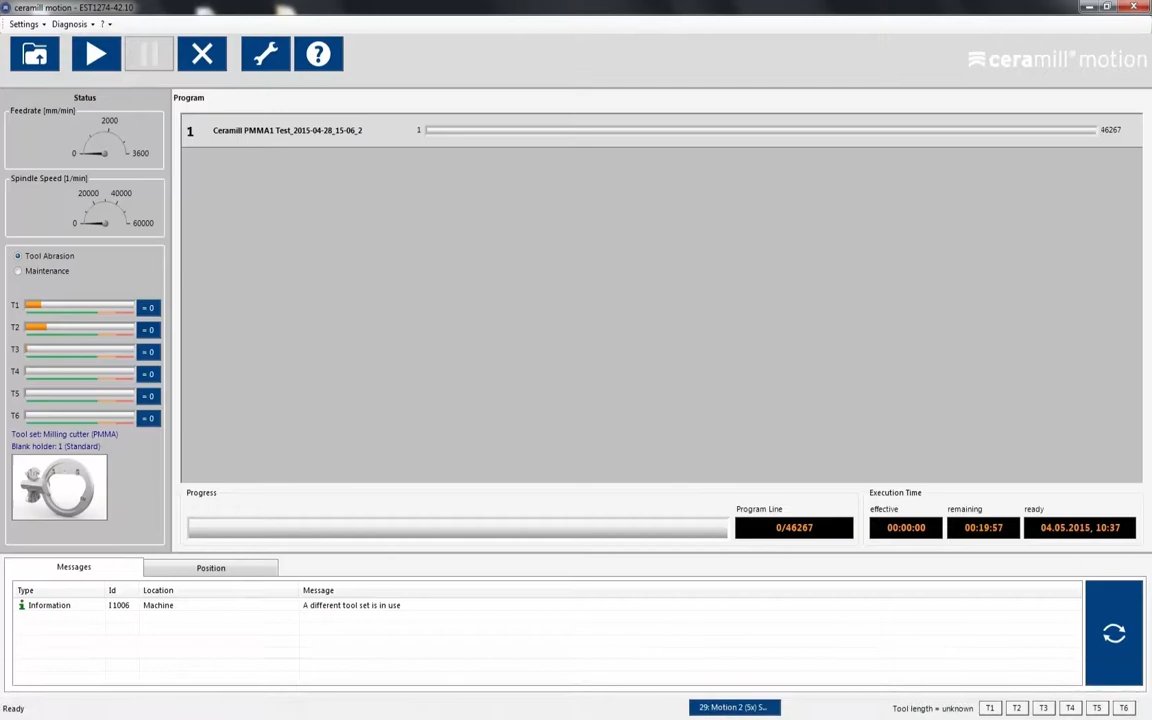 ceramill motion - EST1274-42.10
Settings Diagnosis ?
ceramill® motion
Status
Program
Feedrate [mm/min]
2000
0 3600
Spindle Speed [1/min]
20000 40000
0 60000
1 Ceramill PMMA1 Test_2015-04-28_15-06_2 1 46267
Tool Abrasion
Maintenance
T1 = 0
T2 = 0
T3 = 0
T4 = 0
T5 = 0
T6 = 0
Tool set: Milling cutter (PMMA)
Blank holder: 1 (Standard)
Progress
Program Line
0/46267
Execution Time
effective remaining ready
00:00:00 00:19:57 04.05.2015, 10:37
Messages Position
Type Id Location Message
Information I1006 Machine A different tool set is in use
Ready
29: Motion 2 (5x) S...
Tool length = unknown T1 T2 T3 T4 T5 T6